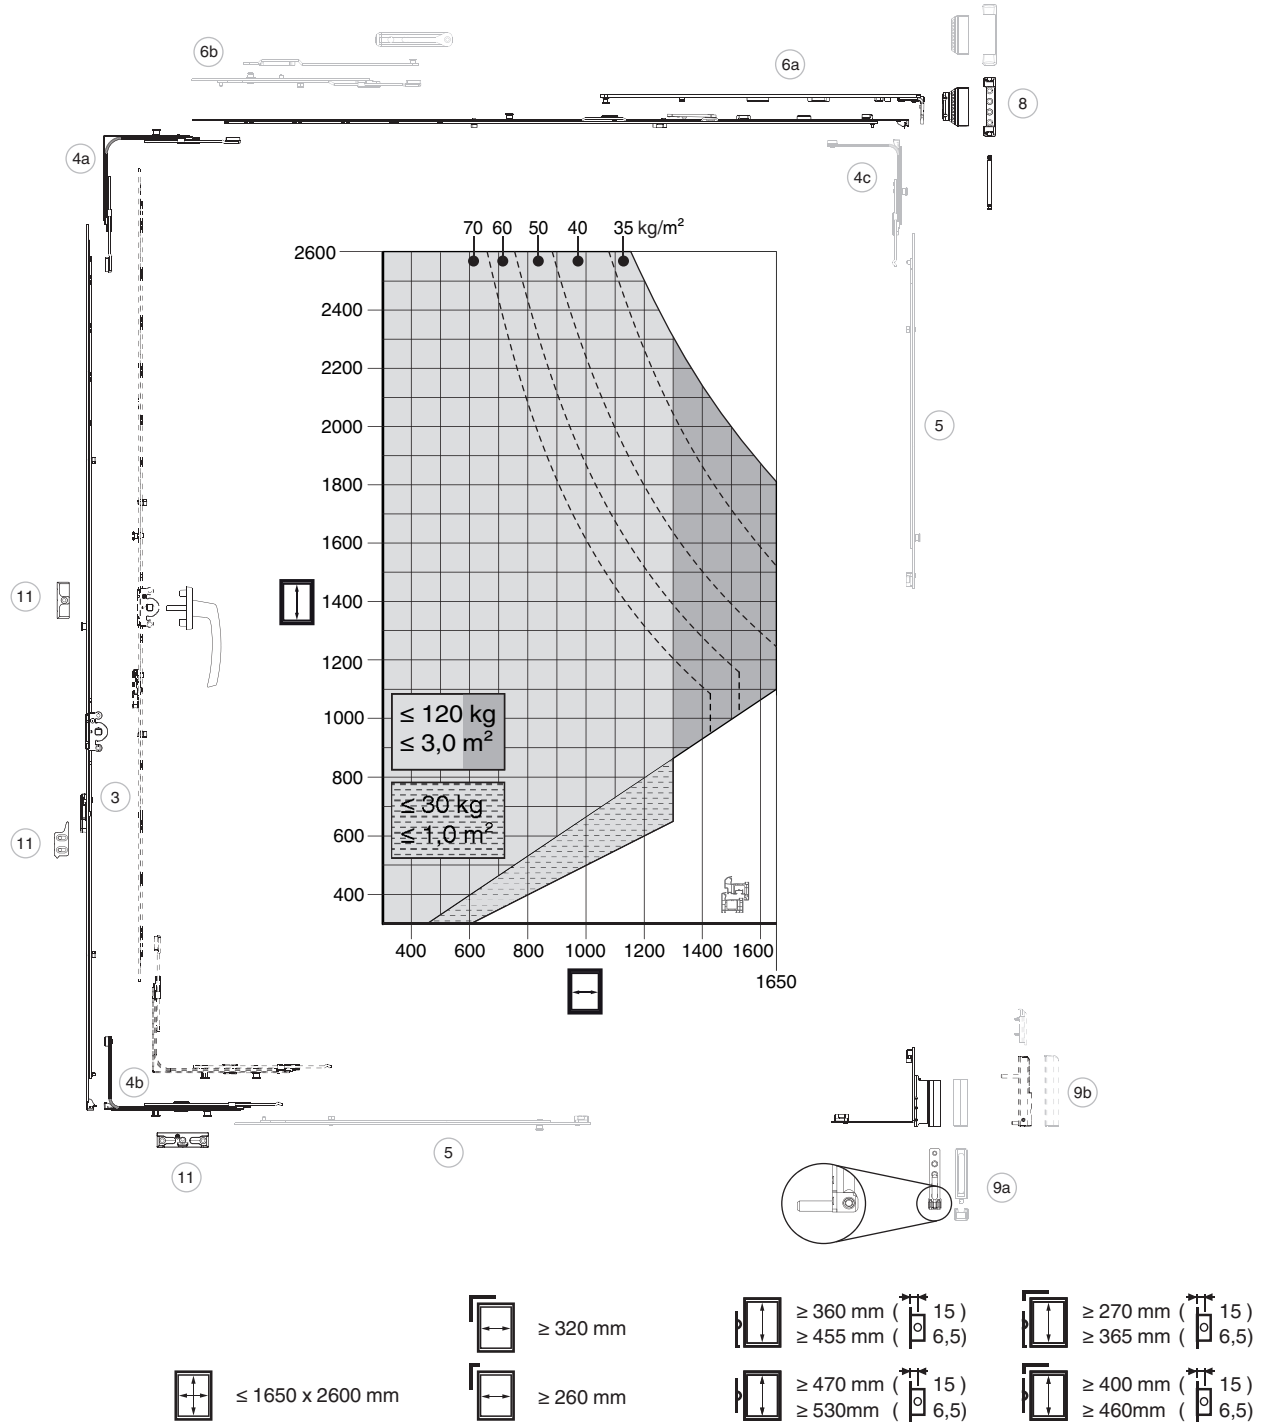 6b
6a
8
4a
4c
70 60 50 40 35 kg/m²
2600
2400
2200
2000
5
1800
1600
11
1400
1200
1000
≤ 120 kg
≤ 3,0 m²
800
3
≤ 30 kg
≤ 1,0 m²
11
600
400
400 600 800 1000 1200 1400 1600
1650
4b
9b
5
11
9a
≥ 320 mm
≥ 360 mm ( 15 )
≥ 455 mm ( 6,5)
≥ 270 mm ( 15 )
≥ 365 mm ( 6,5)
≤ 1650 x 2600 mm
≥ 260 mm
≥ 470 mm ( 15 )
≥ 530mm ( 6,5)
≥ 400 mm ( 15 )
≥ 460mm ( 6,5)